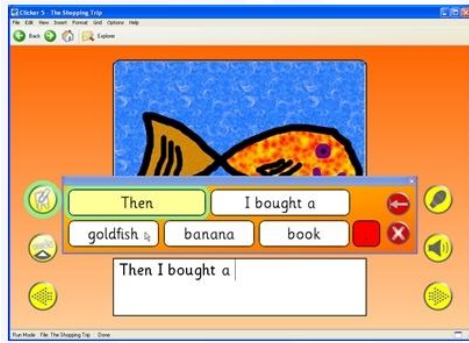 Clicker 5 - The Shopping Trip
File Edit View Insert Format Grid Options Help
Back Explore
Then I bought a
goldfish banana book
Then I bought a
Run Mode File: The Shopping Trip Done